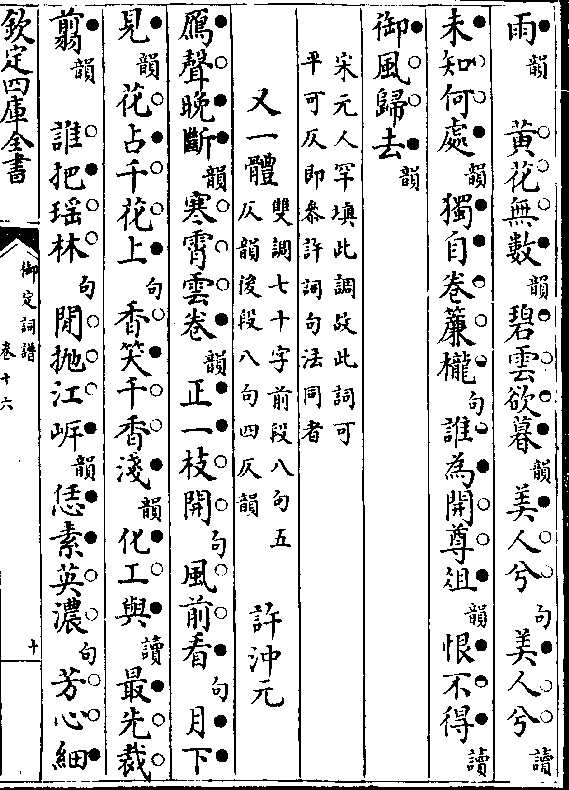 雨韻 黄花無數韻碧雲欲暮韻美人兮句美人兮讀
未知何處韻獨自卷簾櫳句誰為開尊俎韻恨不得讀
御風歸去韻
宋元人罕填此調故此詞可
平可仄即參許詞句法同者
又一體 雙調七十字前段八句五
仄韻後段八句四仄韻 許沖元
鴈聲晚斷韻寒霄雲卷韻正一枝開句風前看句月下
見韻花占千花上句香笑千香淺韻化工與讀最先裁
翦韻 誰把瑶林句閒抛江㟁韻恁素英濃句芳心細
欽定四庫全書
御定詞譜
卷十六
十